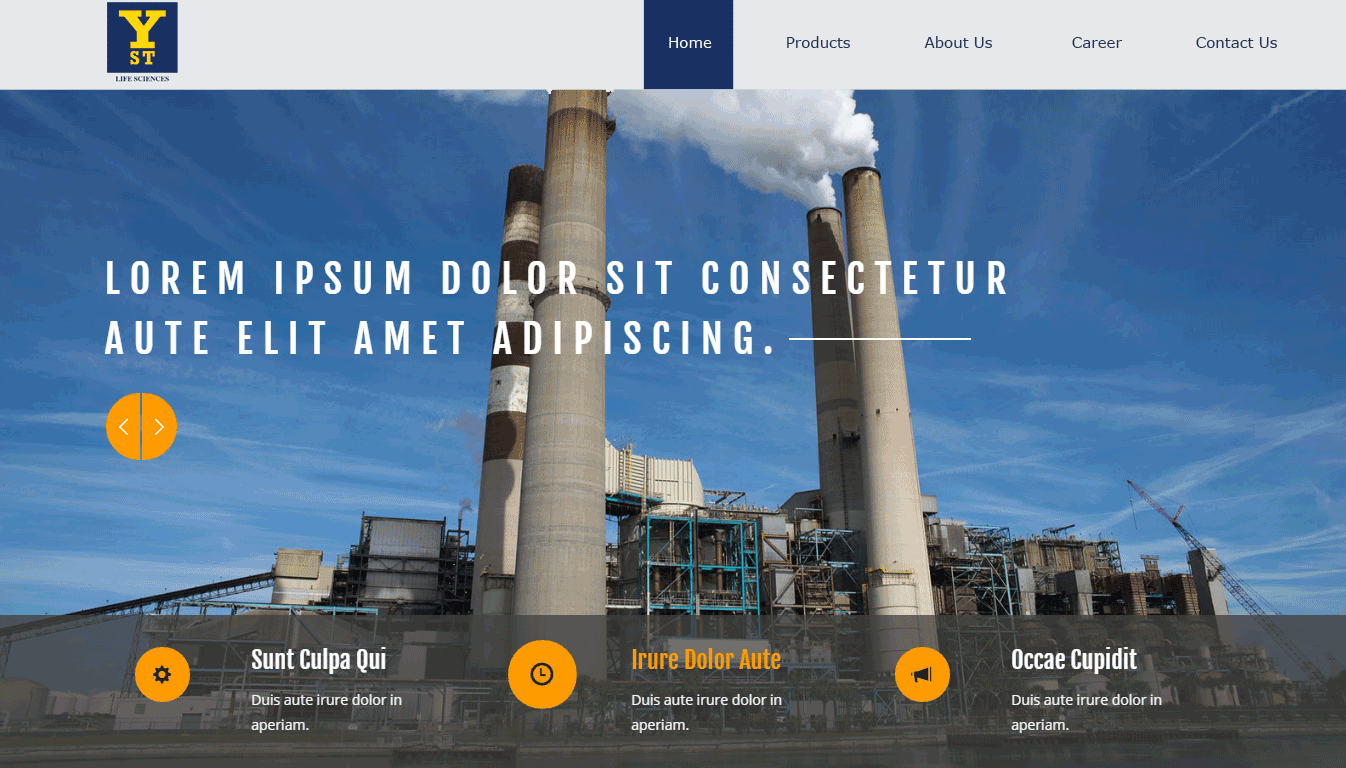 Y
ST
LIFE SCIENCES
Home
Products
About Us
Career
Contact Us
LOREM IPSUM DOLOR SIT CONSECTETUR
AUTE ELIT AMET ADIPISCING.
Sunt Culpa Qui
Duis aute irure dolor in
aperiam.
Irure Dolor Aute
Duis aute irure dolor in
aperiam.
Occae Cupidit
Duis aute irure dolor in
aperiam.